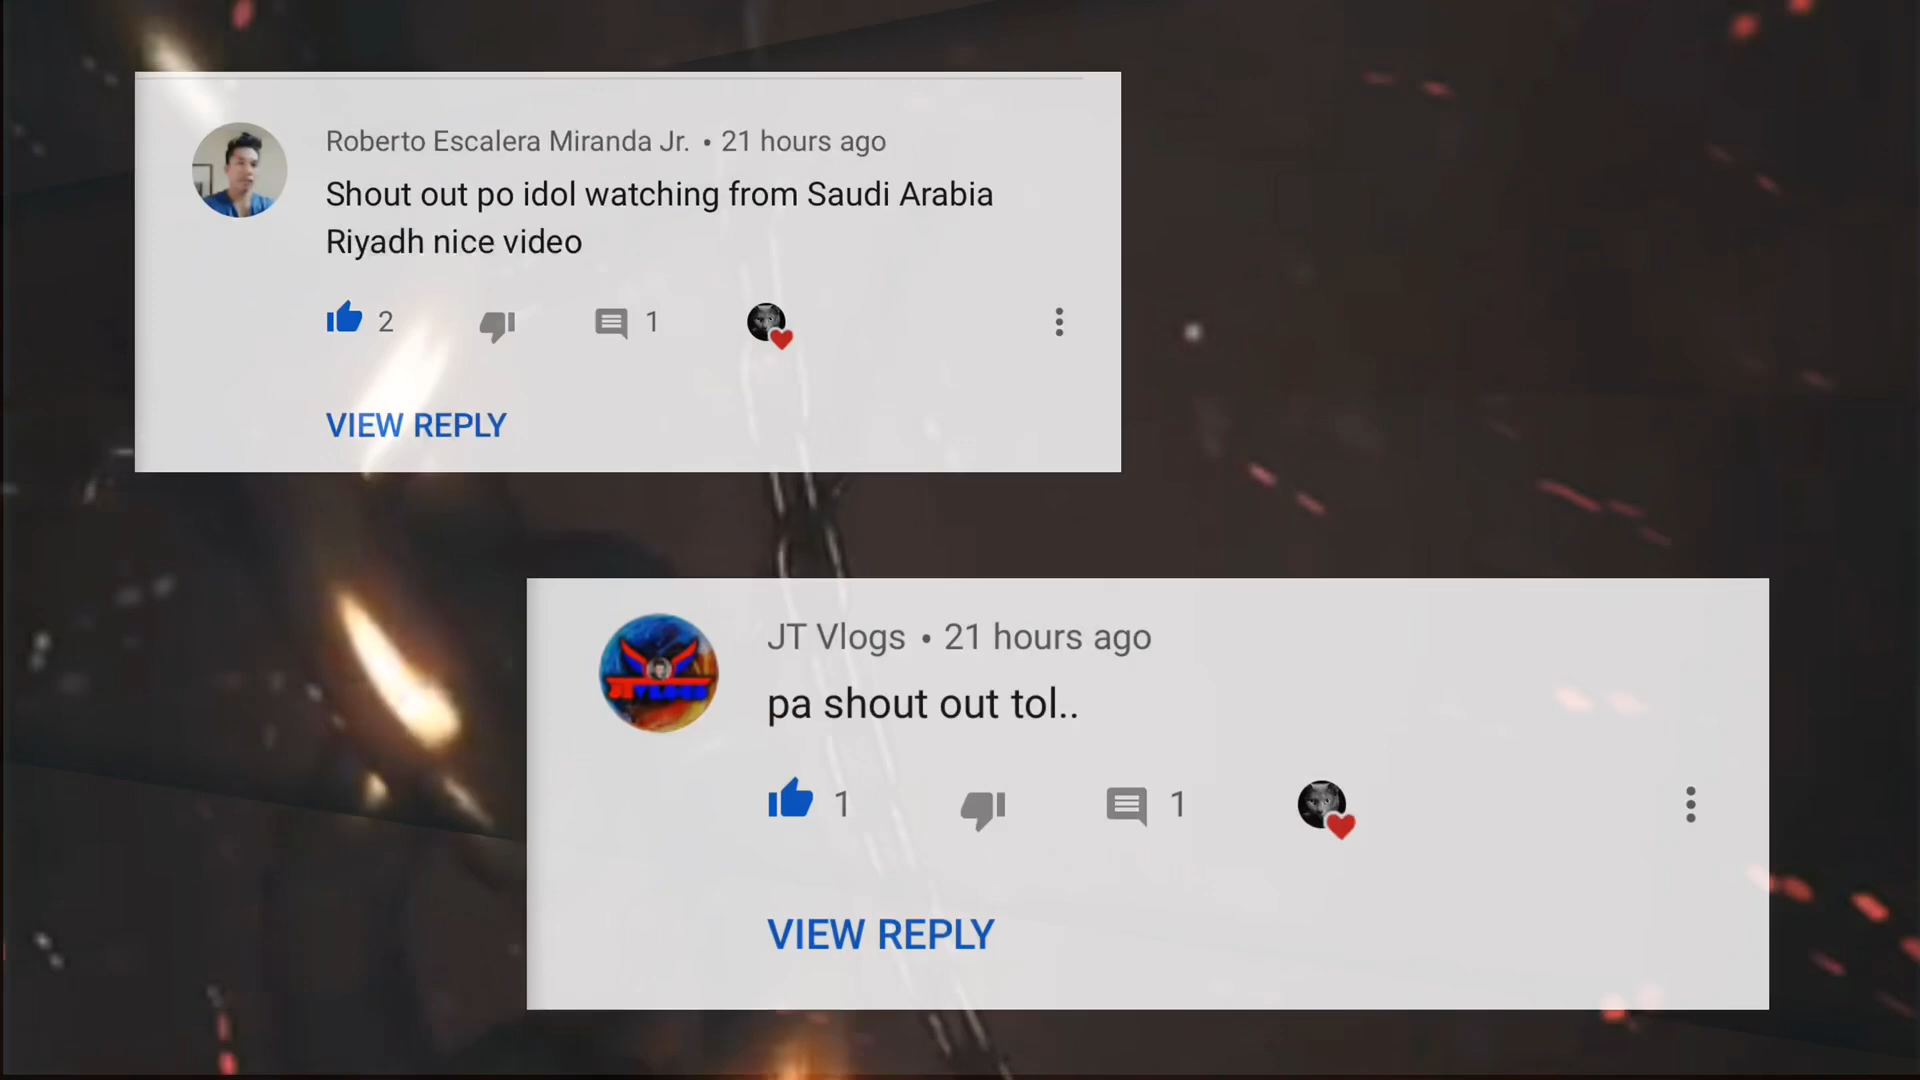 Roberto Escalera Miranda Jr. • 21 hours ago
Shout out po idol watching from Saudi Arabia
Riyadh nice video
2 1
VIEW REPLY
JT Vlogs • 21 hours ago
pa shout out tol..
1 1
VIEW REPLY